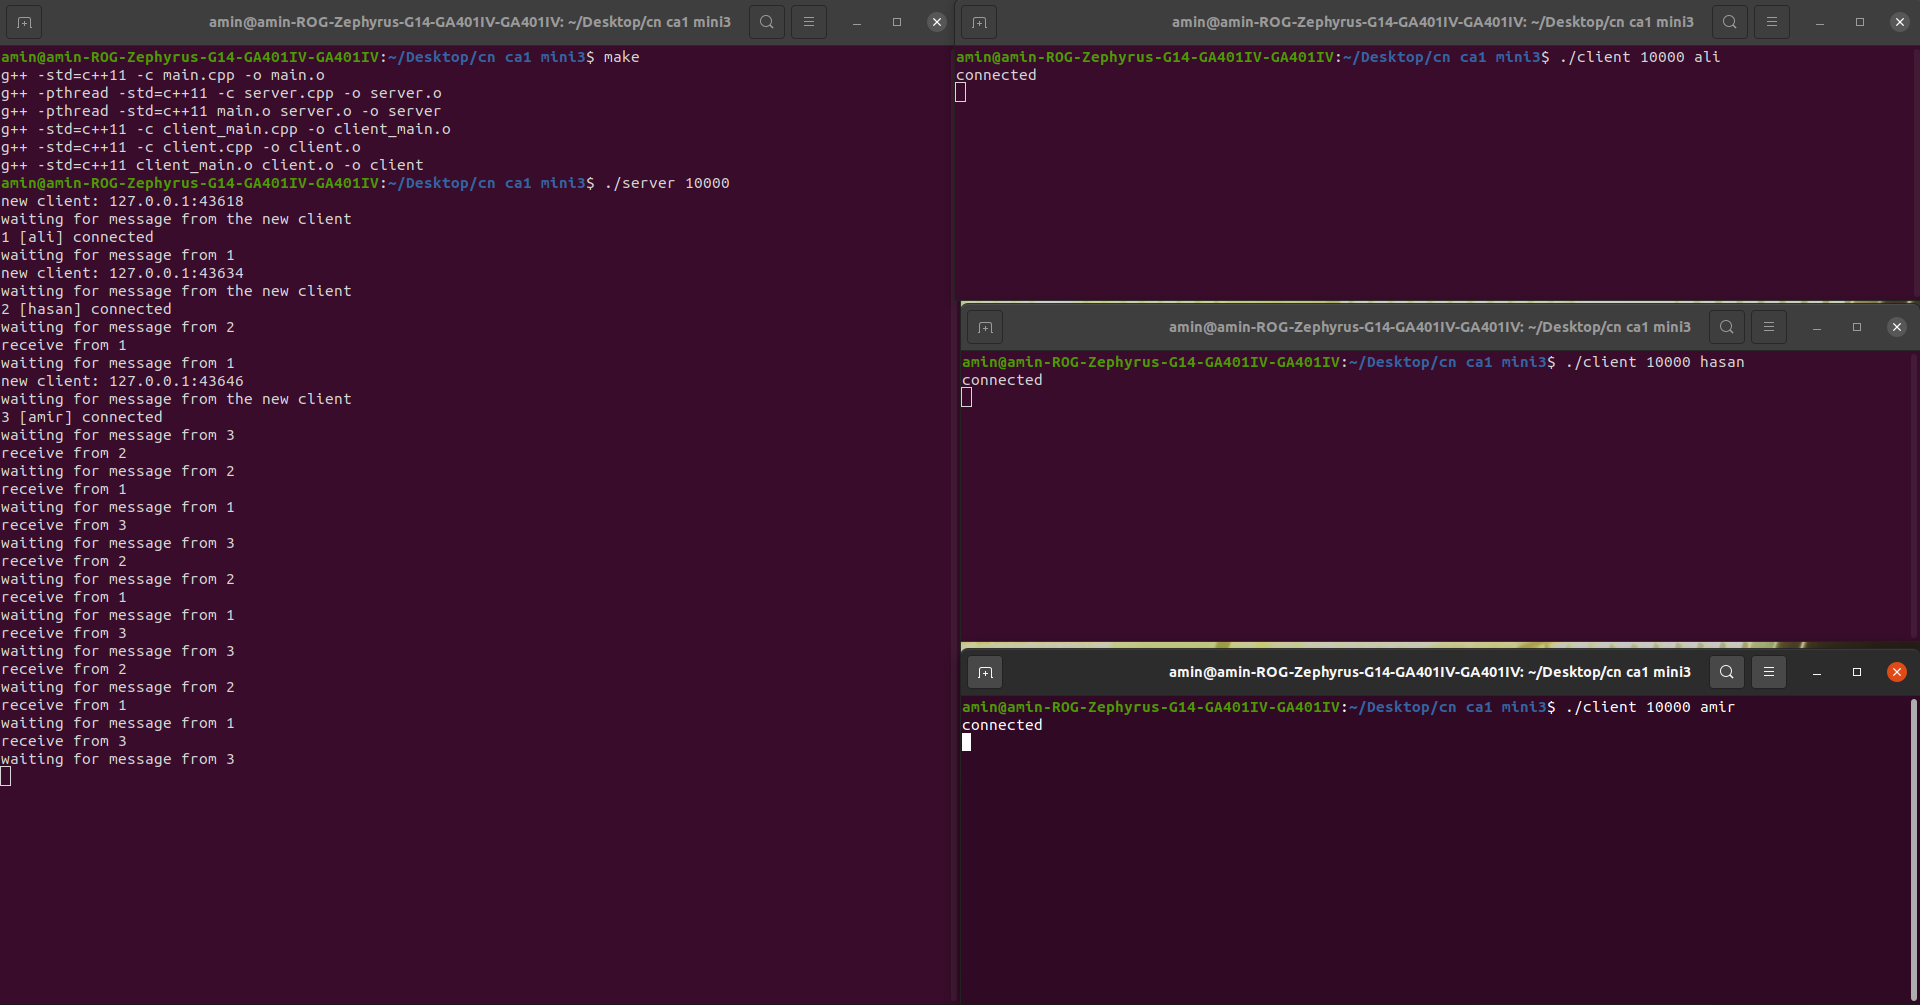 amin@amin-ROG-Zephyrus-G14-GA401IV-GA401IV: ~/Desktop/cn ca1 mini3
amin@amin-ROG-Zephyrus-G14-GA401IV-GA401IV:~/Desktop/cn ca1 mini3$ make
g++ -std=c++11 -c main.cpp -o main.o
g++ -pthread -std=c++11 -c server.cpp -o server.o
g++ -pthread -std=c++11 main.o server.o -o server
g++ -std=c++11 -c client_main.cpp -o client_main.o
g++ -std=c++11 -c client.cpp -o client.o
g++ -std=c++11 client_main.o client.o -o client
amin@amin-ROG-Zephyrus-G14-GA401IV-GA401IV:~/Desktop/cn ca1 mini3$ ./server 10000
new client: 127.0.0.1:43618
waiting for message from the new client
1 [ali] connected
waiting for message from 1
new client: 127.0.0.1:43634
waiting for message from the new client
2 [hasan] connected
waiting for message from 2
receive from 1
waiting for message from 1
new client: 127.0.0.1:43646
waiting for message from the new client
3 [amir] connected
waiting for message from 3
receive from 2
waiting for message from 2
receive from 1
waiting for message from 1
receive from 3
waiting for message from 3
receive from 2
waiting for message from 2
receive from 1
waiting for message from 1
receive from 3
waiting for message from 3
receive from 2
waiting for message from 2
receive from 1
waiting for message from 1
receive from 3
waiting for message from 3
amin@amin-ROG-Zephyrus-G14-GA401IV-GA401IV: ~/Desktop/cn ca1 mini3
amin@amin-ROG-Zephyrus-G14-GA401IV-GA401IV:~/Desktop/cn ca1 mini3$ ./client 10000 ali
connected
amin@amin-ROG-Zephyrus-G14-GA401IV-GA401IV: ~/Desktop/cn ca1 mini3
amin@amin-ROG-Zephyrus-G14-GA401IV-GA401IV:~/Desktop/cn ca1 mini3$ ./client 10000 hasan
connected
amin@amin-ROG-Zephyrus-G14-GA401IV-GA401IV: ~/Desktop/cn ca1 mini3
amin@amin-ROG-Zephyrus-G14-GA401IV-GA401IV:~/Desktop/cn ca1 mini3$ ./client 10000 amir
connected